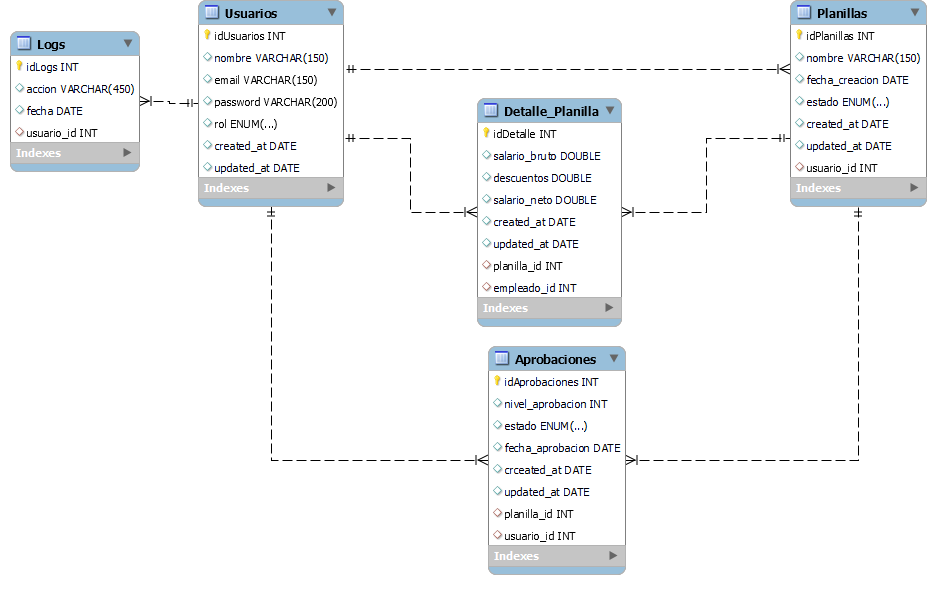 Logs
idLogs INT
accion VARCHAR(450)
fecha DATE
usuario_id INT
Indexes
Usuarios
idUsuarios INT
nombre VARCHAR(150)
email VARCHAR(150)
password VARCHAR(200)
rol ENUM(...)
created_at DATE
updated_at DATE
Indexes
Detalle_Planilla
idDetalle INT
salario_bruto DOUBLE
descuentos DOUBLE
salario_neto DOUBLE
created_at DATE
updated_at DATE
planilla_id INT
empleado_id INT
Indexes
Planillas
idPlanillas INT
nombre VARCHAR(150)
fecha_creacion DATE
estado ENUM(...)
created_at DATE
updated_at DATE
usuario_id INT
Indexes
Aprobaciones
idAprobaciones INT
nivel_aprobacion INT
estado ENUM(...)
fecha_aprobacion DATE
crceated_at DATE
updated_at DATE
planilla_id INT
usuario_id INT
Indexes